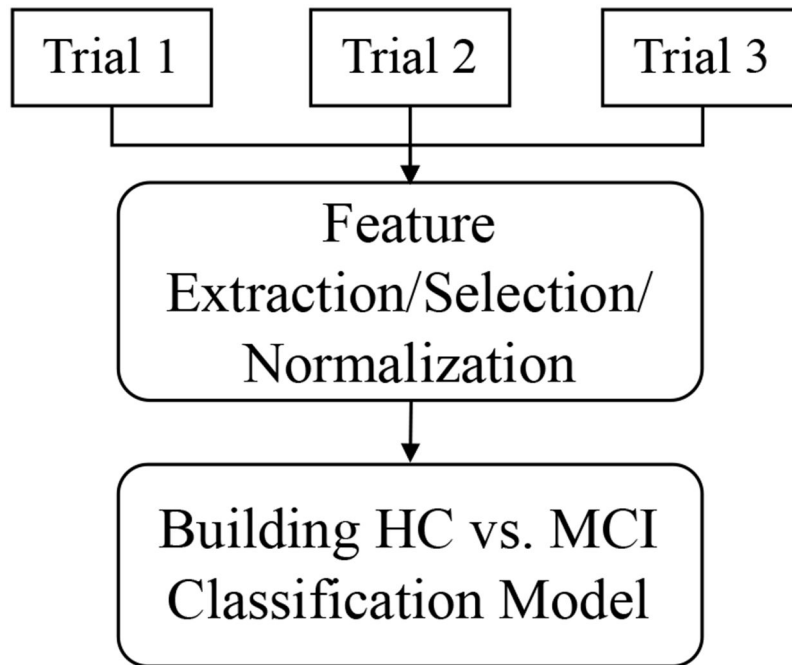 Trial 1
Trial 2
Trial 3
Feature
Extraction/Selection/
Normalization
Building HC vs. MCI
Classification Model